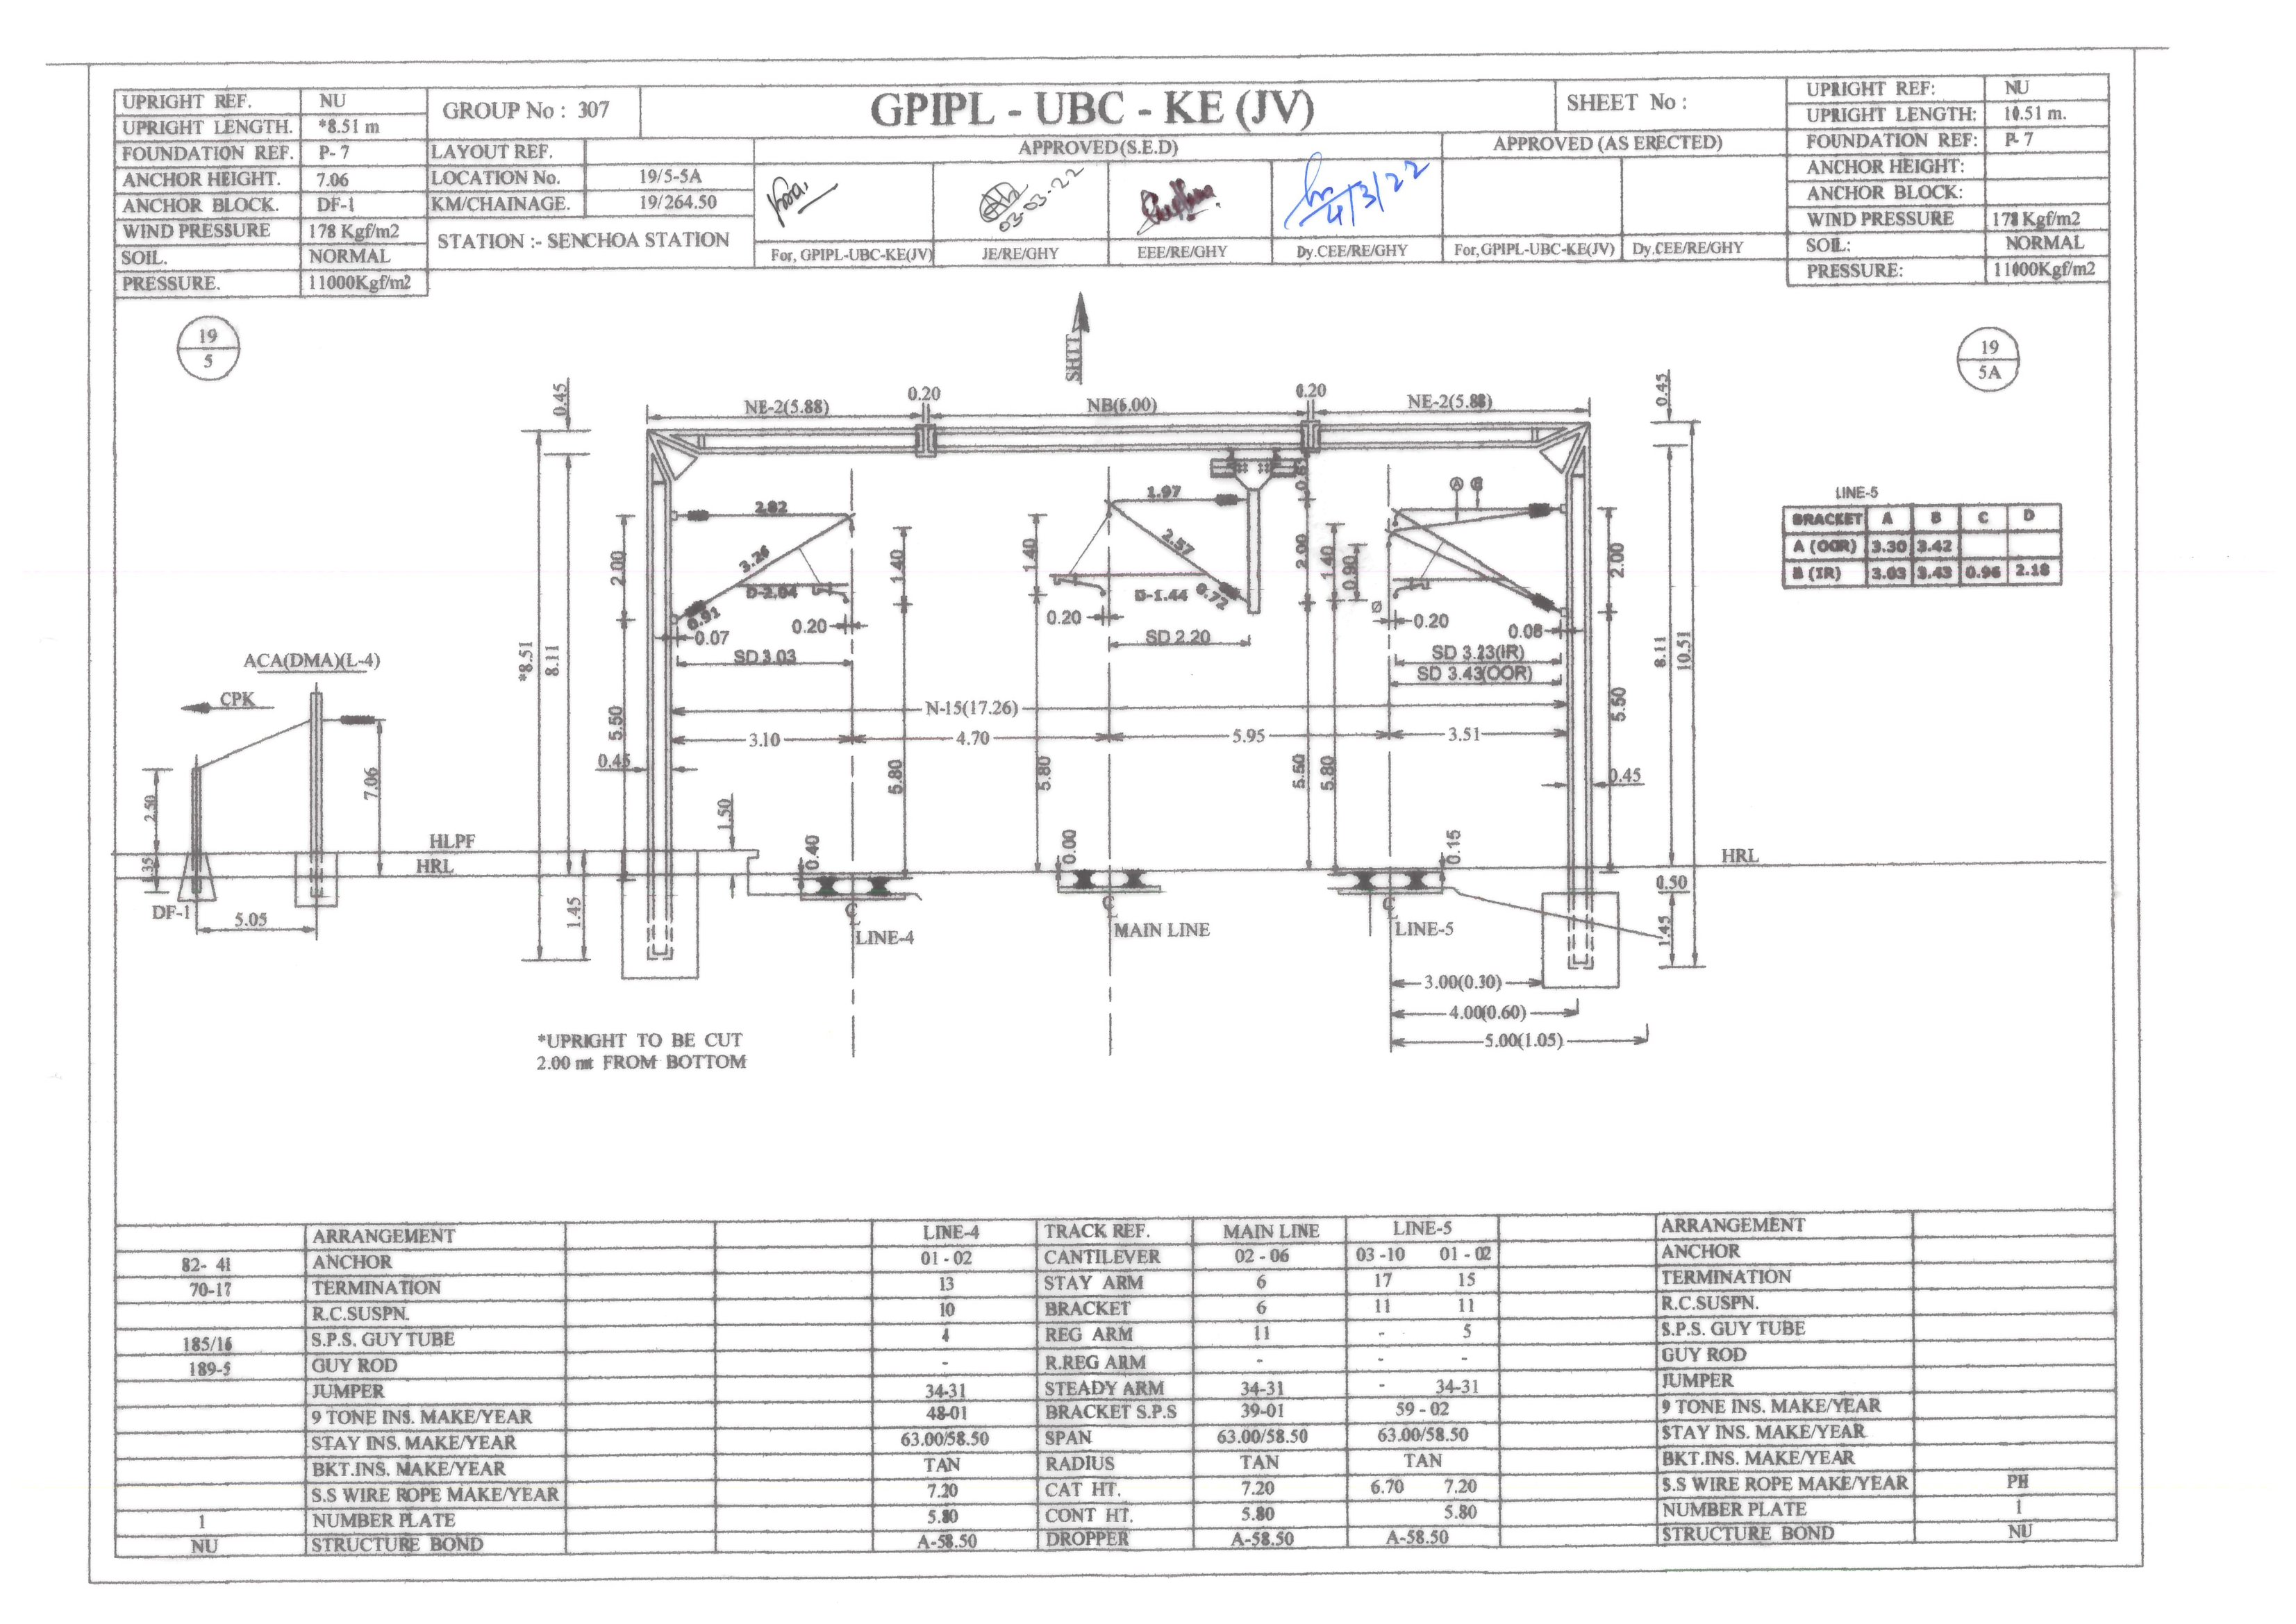 UPRIGHT REF. NU
UPRIGHT LENGTH. *8.51 m
FOUNDATION REF. P- 7
ANCHOR HEIGHT. 7.06
ANCHOR BLOCK. DF-1
WIND PRESSURE 178 Kgf/m2
SOIL. NORMAL
PRESSURE. 11000Kgf/m2
GROUP No : 307
LAYOUT REF.
LOCATION No. 19/5-5A
KM/CHAINAGE. 19/264.50
STATION :- SENCHOA STATION
GPIPL - UBC - KE (JV)
SHEET No :
APPROVED(S.E.D)
APPROVED (AS ERECTED)
03-03-22
4/3/22
For, GPIPL-UBC-KE(JV)
JE/RE/GHY
EEE/RE/GHY
Dy.CEE/RE/GHY
For,GPIPL-UBC-KE(JV)
Dy.CEE/RE/GHY
UPRIGHT REF: NU
UPRIGHT LENGTH: 10.51 m.
FOUNDATION REF: P- 7
ANCHOR HEIGHT:
ANCHOR BLOCK:
WIND PRESSURE 178 Kgf/m2
SOIL: NORMAL
PRESSURE: 11000Kgf/m2
19
5
SHTT
19
5A
0.45
NE-2(5.88)
0.20
NB(6.00)
0.20
NE-2(5.88)
0.45
2.82
3.26
2.00
D-2.04
0.91
0.07
0.20
SD 3.03
1.40
1.97
2.57
1.40
D-1.44
0.72
0.20
SD 2.20
2.00
1.40
0.90
A B
Ø
0.20
0.08
SD 3.23(IR)
SD 3.43(OOR)
2.00
LINE-5
BRACKET A B C D
A (OOR) 3.30 3.42
B (IR) 3.03 3.43 0.96 2.18
*8.51
8.11
8.11
10.51
5.50
N-15(17.26)
3.10
4.70
5.95
3.51
5.50
0.45
5.80
5.80
5.50
5.80
0.45
ACA(DMA)(L-4)
CPK
2.50
7.06
1.35
DF-1
5.05
HLPF
HRL
1.45
1.50
0.40
0.00
0.15
HRL
0.50
1.45
LINE-4
MAIN LINE
LINE-5
3.00(0.30)
4.00(0.60)
5.00(1.05)
*UPRIGHT TO BE CUT
2.00 mt FROM BOTTOM
ARRANGEMENT LINE-4 TRACK REF. MAIN LINE LINE-5 ARRANGEMENT
82- 41 ANCHOR 01 - 02 CANTILEVER 02 - 06 03 -10 01 - 02 ANCHOR
70-17 TERMINATION 13 STAY ARM 6 17 15 TERMINATION
R.C.SUSPN. 10 BRACKET 6 11 11 R.C.SUSPN.
185/16 S.P.S. GUY TUBE 4 REG ARM 11 - 5 S.P.S. GUY TUBE
189-5 GUY ROD - R.REG ARM - - - GUY ROD
JUMPER 34-31 STEADY ARM 34-31 - 34-31 JUMPER
9 TONE INS. MAKE/YEAR 48-01 BRACKET S.P.S 39-01 59 - 02 9 TONE INS. MAKE/YEAR
STAY INS. MAKE/YEAR 63.00/58.50 SPAN 63.00/58.50 63.00/58.50 STAY INS. MAKE/YEAR
BKT.INS. MAKE/YEAR TAN RADIUS TAN TAN BKT.INS. MAKE/YEAR
S.S WIRE ROPE MAKE/YEAR 7.20 CAT HT. 7.20 6.70 7.20 S.S WIRE ROPE MAKE/YEAR PH
1 NUMBER PLATE 5.80 CONT HT. 5.80 5.80 NUMBER PLATE 1
NU STRUCTURE BOND A-58.50 DROPPER A-58.50 A-58.50 STRUCTURE BOND NU